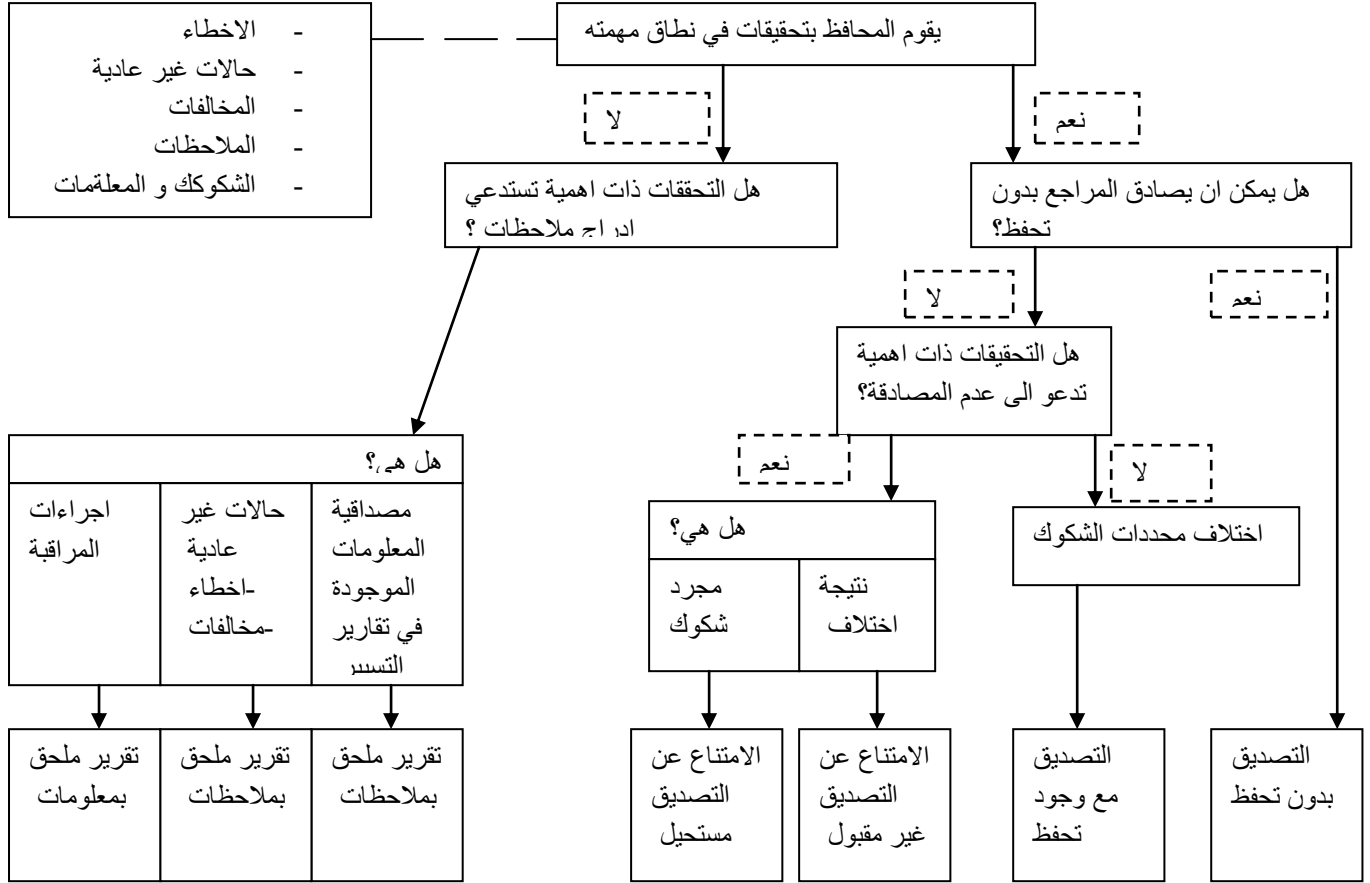 يقوم المحافظ بتحقيقات في نطاق مهمته
- الاخطاء
- حالات غير عادية
- المخالفات
- الملاحظات
- الشكوكك و المعلةمات
نعم
لا
هل يمكن ان يصادق المراجع بدون
تحفظ؟
هل التحققات ذات اهمية تستدعي
ادراج ملاحظات ؟
نعم
لا
هل التحقيقات ذات اهمية
تدعو الى عدم المصادقة؟
لا
نعم
اختلاف محددات الشكوك
هل هي؟
نتيجة
اختلاف
مجرد
شكوك
هل هي؟
مصداقية
المعلومات
الموجودة
في تقارير
التسيير
حالات غير
عادية
-اخطاء
-مخالفات
اجراءات
المراقبة
التصديق
بدون تحفظ
التصديق
مع وجود
تحفظ
الامتناع عن
التصديق
غير مقبول
الامتناع عن
التصديق
مستحيل
تقرير ملحق
بملاحظات
تقرير ملحق
بملاحظات
تقرير ملحق
بمعلومات